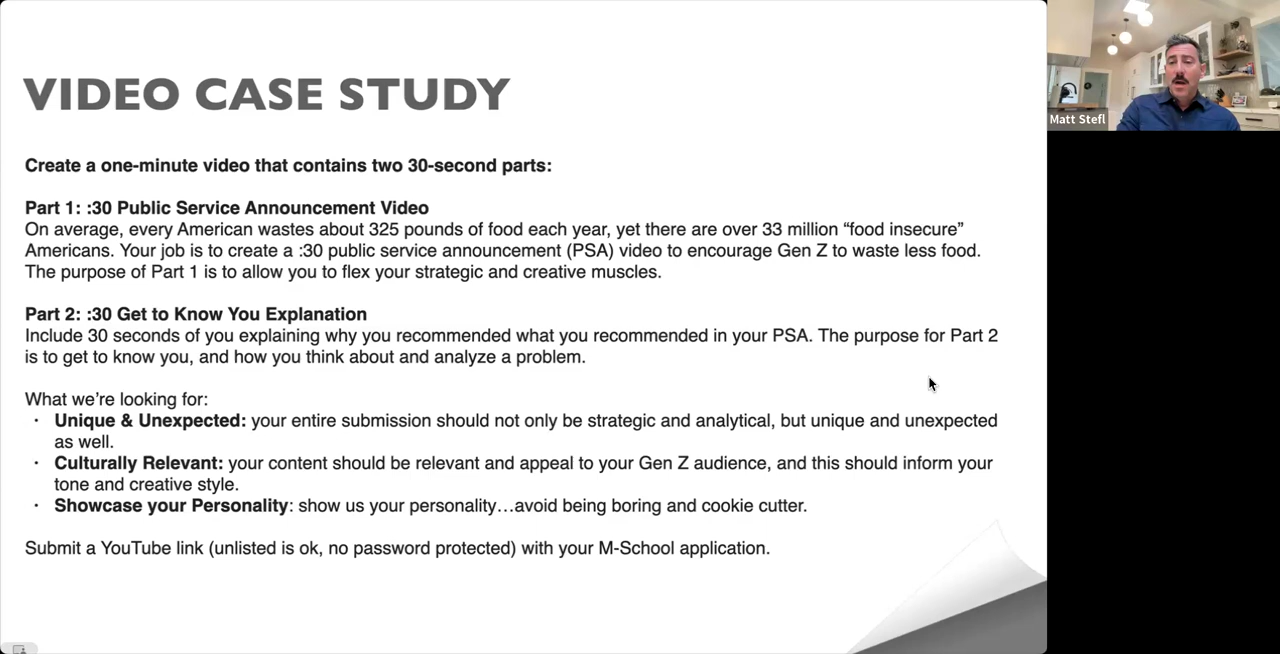 VIDEO CASE STUDY
Matt Stefl
Create a one-minute video that contains two 30-second parts:
Part 1: :30 Public Service Announcement Video
On average, every American wastes about 325 pounds of food each year, yet there are over 33 million “food insecure”
Americans. Your job is to create a :30 public service announcement (PSA) video to encourage Gen Z to waste less food.
The purpose of Part 1 is to allow you to flex your strategic and creative muscles.
Part 2: :30 Get to Know You Explanation
Include 30 seconds of you explaining why you recommended what you recommended in your PSA. The purpose for Part 2
is to get to know you, and how you think about and analyze a problem.
What we’re looking for:
· Unique & Unexpected: your entire submission should not only be strategic and analytical, but unique and unexpected
as well.
· Culturally Relevant: your content should be relevant and appeal to your Gen Z audience, and this should inform your
tone and creative style.
· Showcase your Personality: show us your personality…avoid being boring and cookie cutter.
Submit a YouTube link (unlisted is ok, no password protected) with your M-School application.